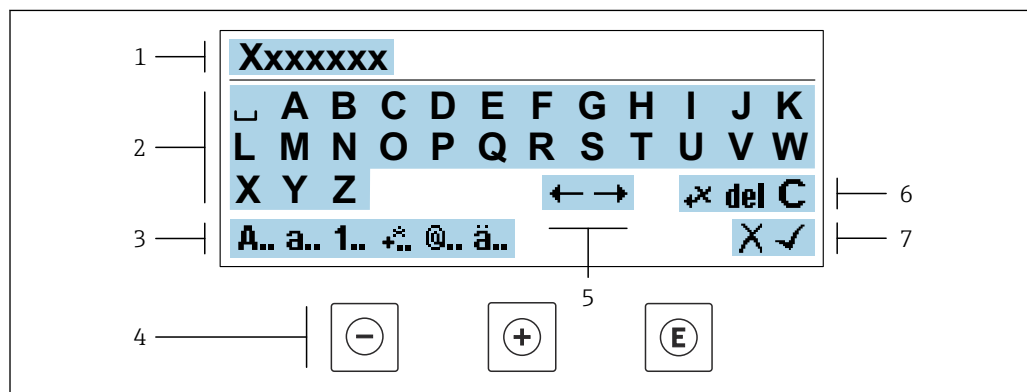 1 Xxxxxxx
2 ␣ A B C D E F G H I J K
L M N O P Q R S T U V W
X Y Z ← → ⁺× del C 6
3 A.. a.. 1.. +*.. @.. ä.. X ✓ 7
5
4 − + E